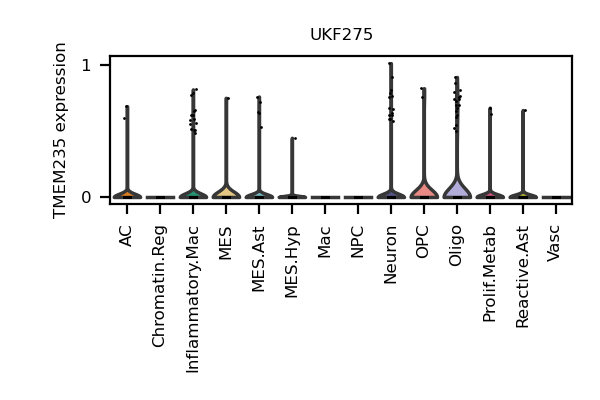 UKF275
TMEM235 expression
1
0
AC
Chromatin.Reg
Inflammatory.Mac
MES
MES.Ast
MES.Hyp
Mac
NPC
Neuron
OPC
Oligo
Prolif.Metab
Reactive.Ast
Vasc